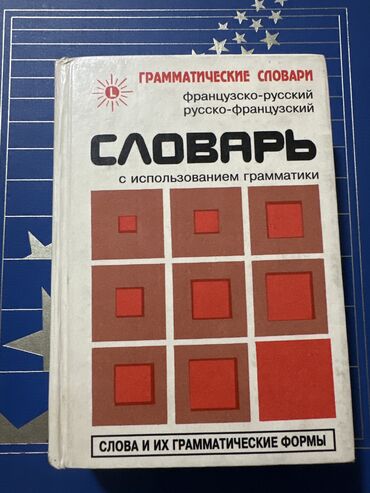 L
ГРАММАТИЧЕСКИЕ СЛОВАРИ
французско-русский
русско-французский
СЛОВАРЬ
с использованием грамматики
СЛОВА И ИХ ГРАММАТИЧЕСКИЕ ФОРМЫ